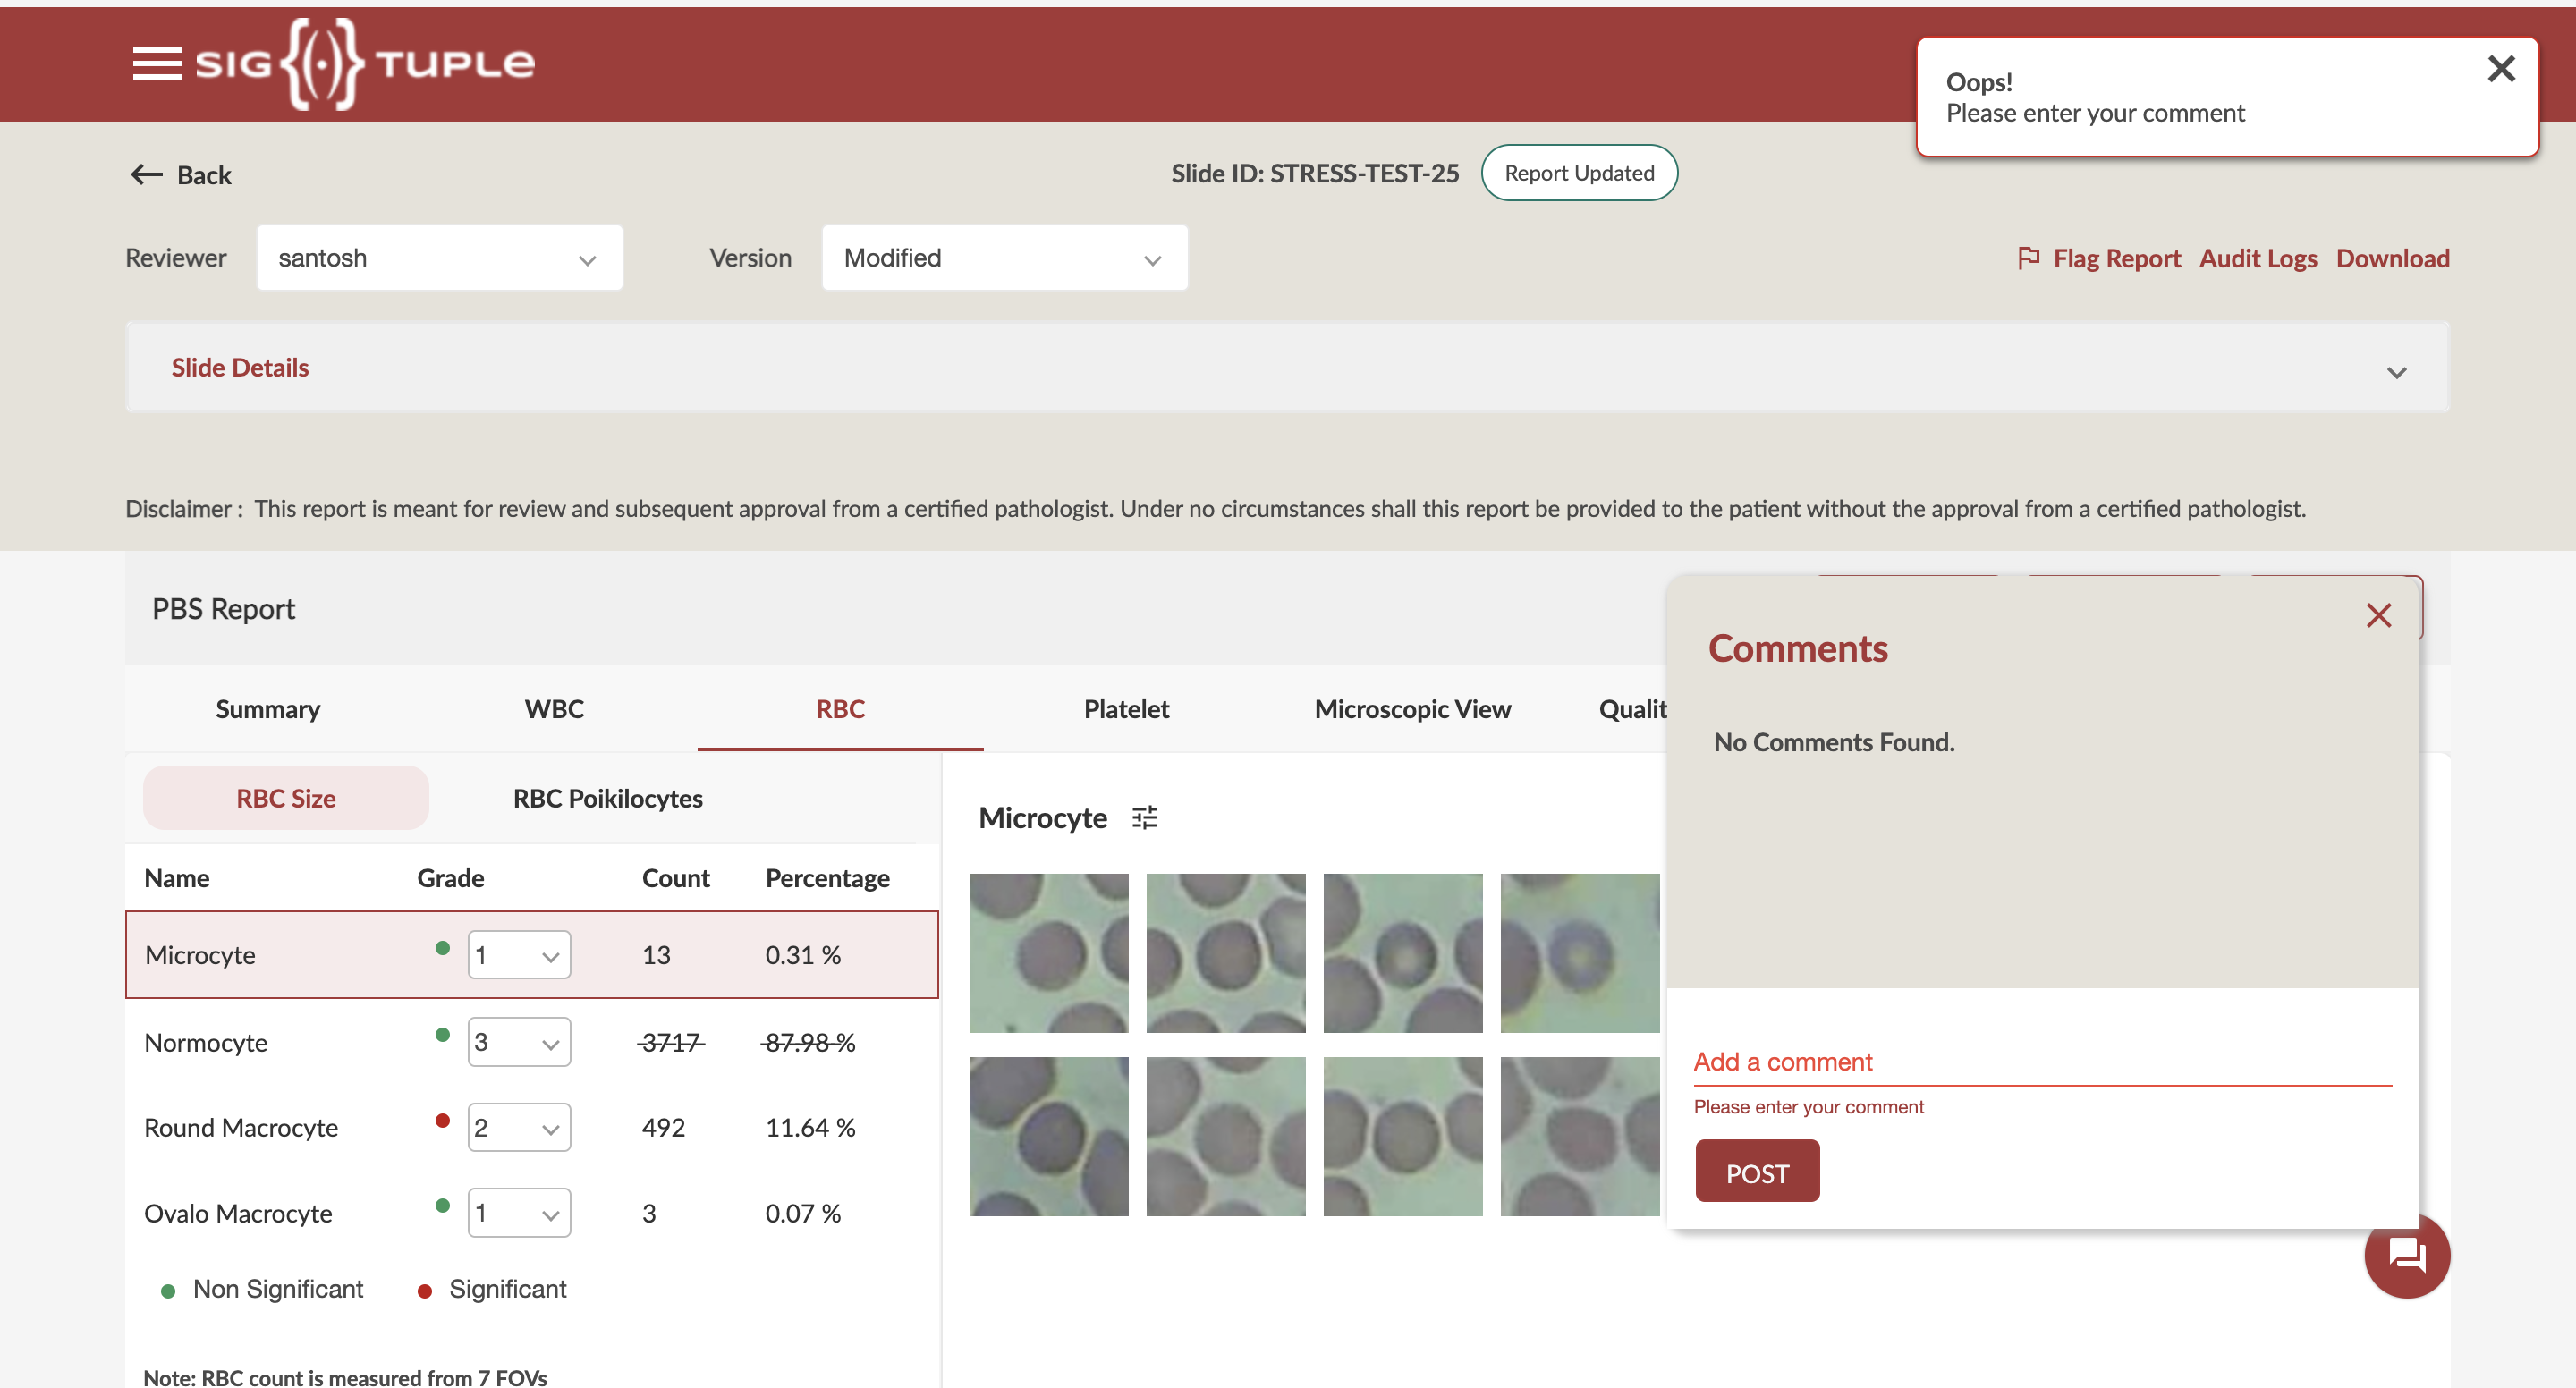 SIG TUPLE
Oops!
Please enter your comment
Back
Slide ID: STRESS-TEST-25
Report Updated
Reviewer
santosh
Version
Modified
Flag Report
Audit Logs
Download
Slide Details
Disclaimer : This report is meant for review and subsequent approval from a certified pathologist. Under no circumstances shall this report be provided to the patient without the approval from a certified pathologist.
PBS Report
Summary
WBC
RBC
Platelet
Microscopic View
Qualit
RBC Size
RBC Poikilocytes
Name Grade Count Percentage
Microcyte 1 13 0.31 %
Normocyte 3 3717 87.98 %
Round Macrocyte 2 492 11.64 %
Ovalo Macrocyte 1 3 0.07 %
Non Significant
Significant
Note: RBC count is measured from 7 FOVs
Microcyte
Comments
No Comments Found.
Add a comment
Please enter your comment
POST